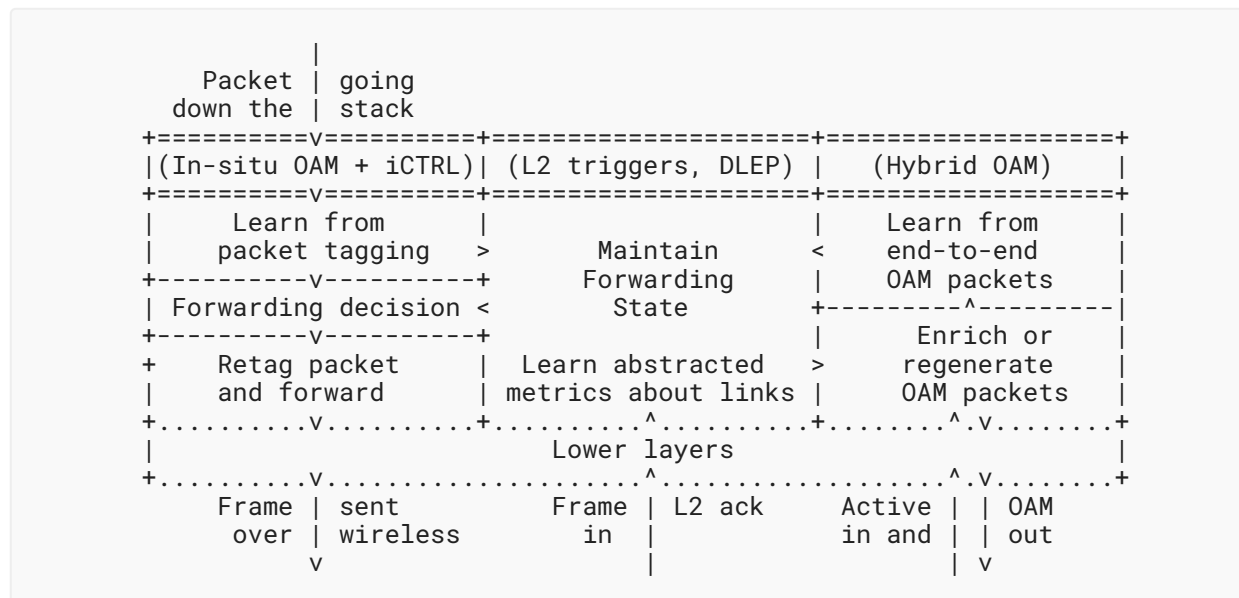 |
       Packet | going
     down the | stack
+==========v==========+=====================+===================+
|(In-situ OAM + iCTRL)| (L2 triggers, DLEP) |   (Hybrid OAM)    |
+==========v==========+=====================+===================+
|     Learn from      |                     |    Learn from     |
|    packet tagging   >       Maintain      <    end-to-end     |
+----------v----------+      Forwarding     |    OAM packets    |
| Forwarding decision <        State        +---------^---------|
+----------v----------+                     |      Enrich or    |
+    Retag packet     |  Learn abstracted   >     regenerate    |
|    and forward      | metrics about links |     OAM packets   |
+..........v..........+..........^..........+........^.v........+
|                          Lower layers                         |
+..........v.....................^...................^.v........+
     Frame | sent          Frame | L2 ack     Active | | OAM
      over | wireless        in  |            in and | | out
           v                     |                   | v